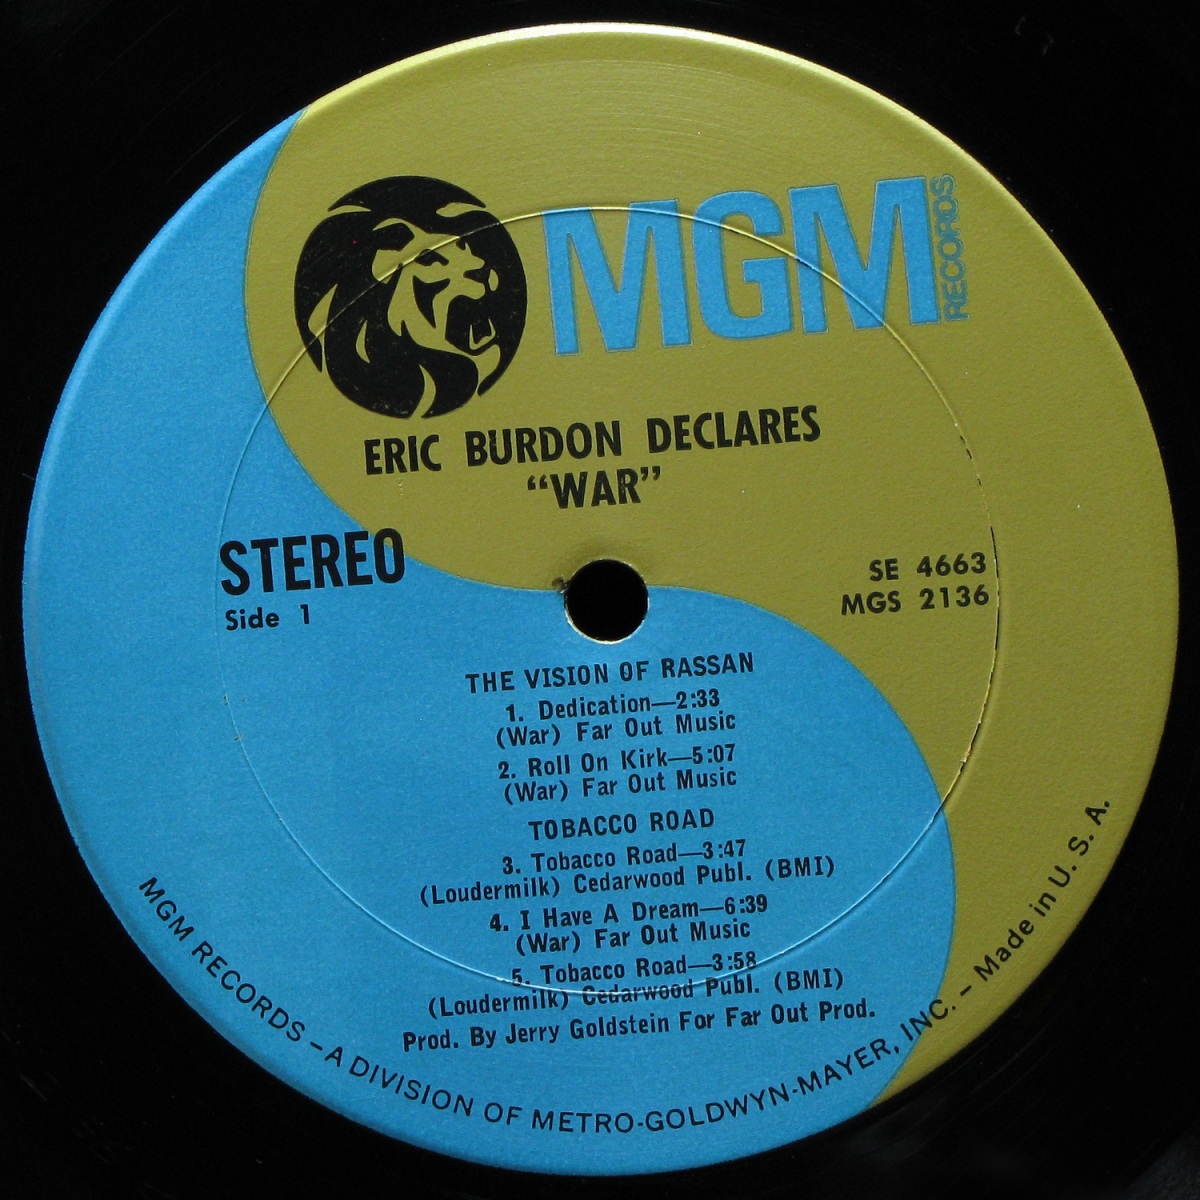 MGM
RECORDS
ERIC BURDON DECLARES
“WAR”
STEREO
Side 1
SE 4663
MGS 2136
THE VISION OF RASSAN
1. Dedication—2:33
(War) Far Out Music
2. Roll On Kirk—5:07
(War) Far Out Music
TOBACCO ROAD
3. Tobacco Road—3:47
(Loudermilk) Cedarwood Publ. (BMI)
4. I Have A Dream—6:39
(War) Far Out Music
5. Tobacco Road—3:58
(Loudermilk) Cedarwood Publ. (BMI)
Prod. By Jerry Goldstein For Far Out Prod.
MGM RECORDS – A DIVISION OF METRO-GOLDWYN-MAYER, INC. – Made in U. S. A.